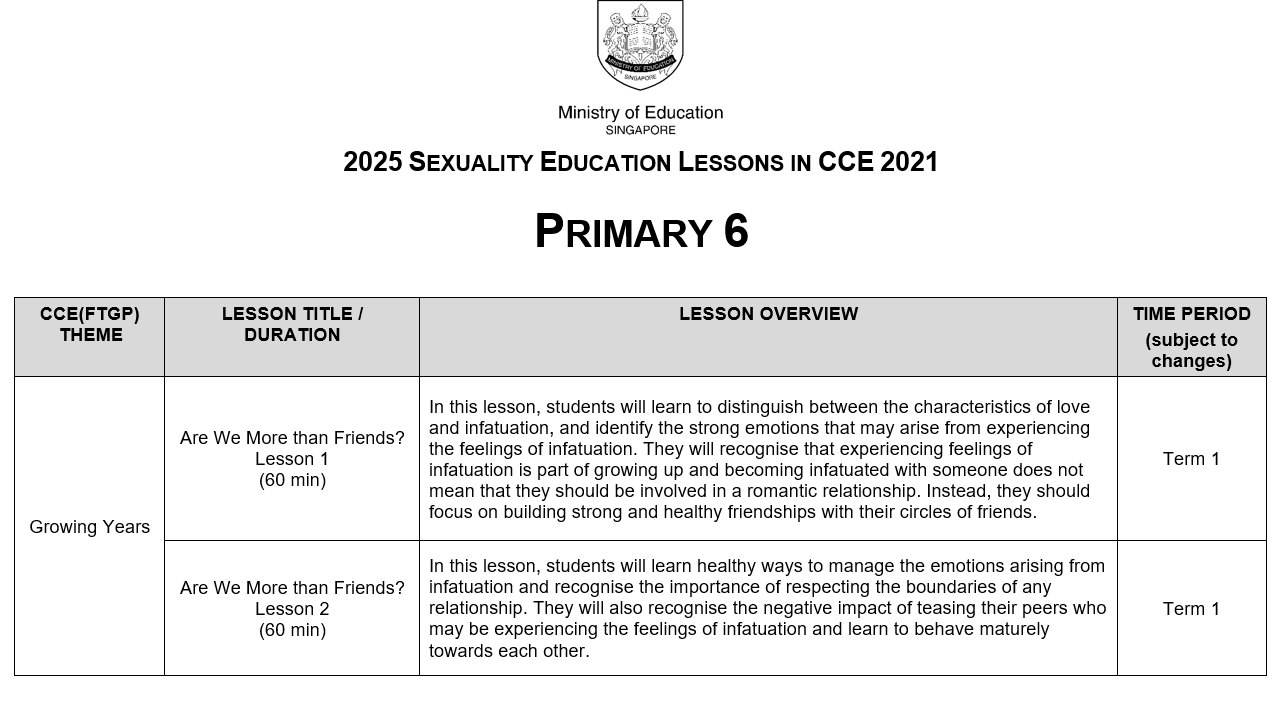 MINISTRY OF EDUCATION
SINGAPORE
Ministry of Education
SINGAPORE
2025 SEXUALITY EDUCATION LESSONS IN CCE 2021
PRIMARY 6
CCE(FTGP)
THEME
LESSON TITLE /
DURATION
LESSON OVERVIEW
TIME PERIOD
(subject to
changes)
Growing Years
Are We More than Friends?
Lesson 1
(60 min)
In this lesson, students will learn to distinguish between the characteristics of love
and infatuation, and identify the strong emotions that may arise from experiencing
the feelings of infatuation. They will recognise that experiencing feelings of
infatuation is part of growing up and becoming infatuated with someone does not
mean that they should be involved in a romantic relationship. Instead, they should
focus on building strong and healthy friendships with their circles of friends.
Term 1
Are We More than Friends?
Lesson 2
(60 min)
In this lesson, students will learn healthy ways to manage the emotions arising from
infatuation and recognise the importance of respecting the boundaries of any
relationship. They will also recognise the negative impact of teasing their peers who
may be experiencing the feelings of infatuation and learn to behave maturely
towards each other.
Term 1